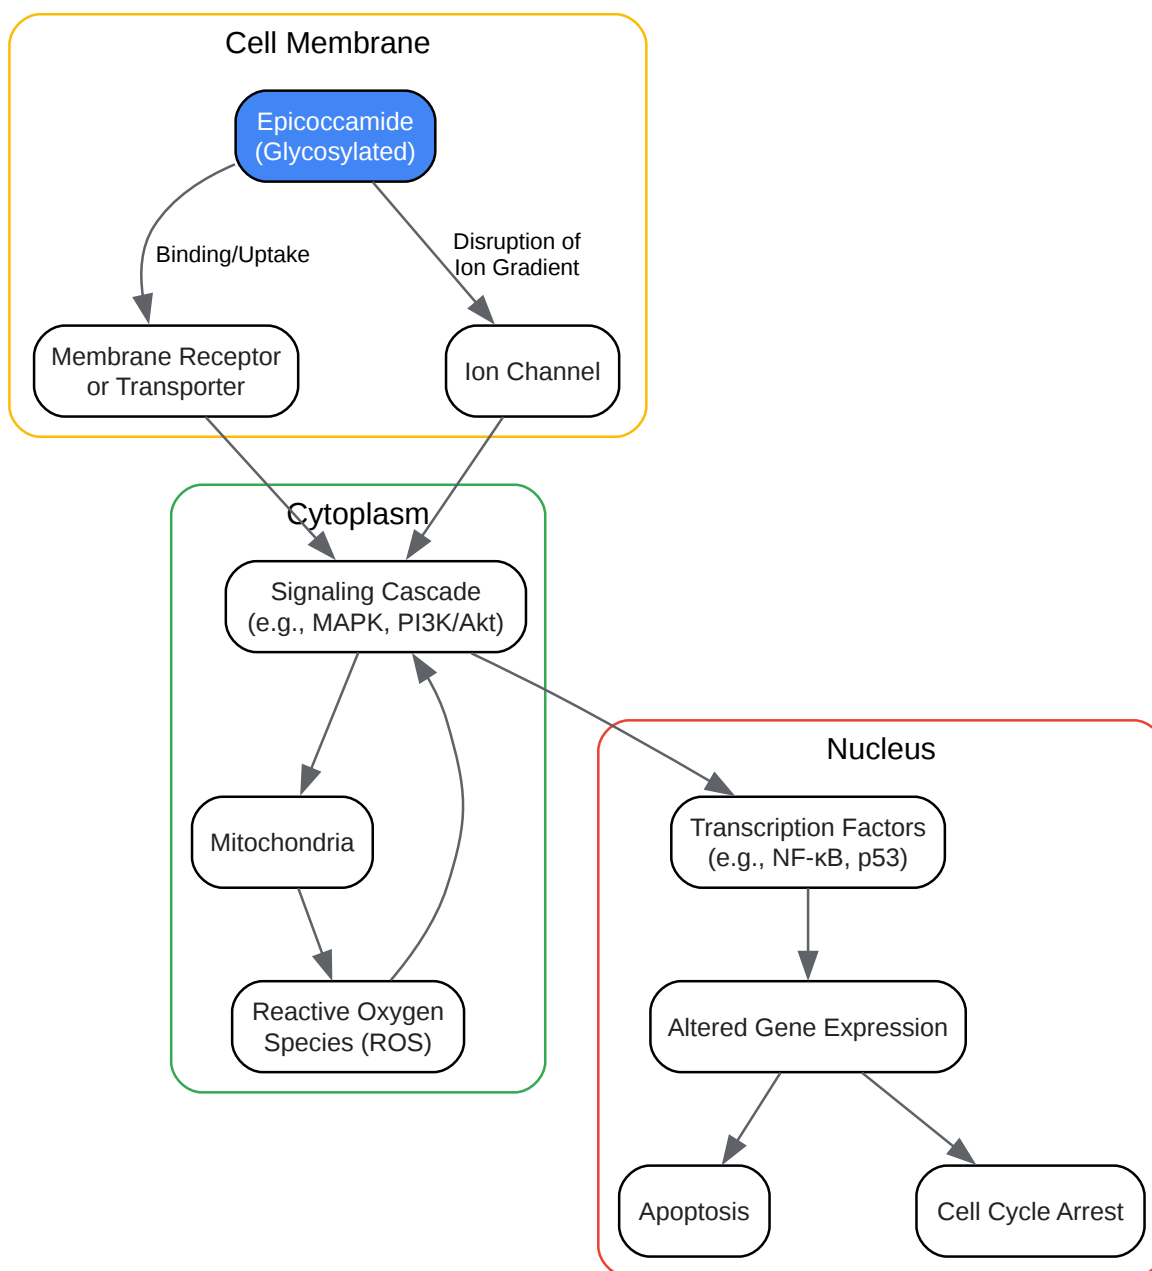 Cell Membrane
Epicoccamide
(Glycosylated)
Binding/Uptake
Disruption of
Ion Gradient
Membrane Receptor
or Transporter
Ion Channel
Cytoplasm
Signaling Cascade
(e.g., MAPK, PI3K/Akt)
Mitochondria
Reactive Oxygen
Species (ROS)
Nucleus
Transcription Factors
(e.g., NF-κB, p53)
Altered Gene Expression
Apoptosis
Cell Cycle Arrest